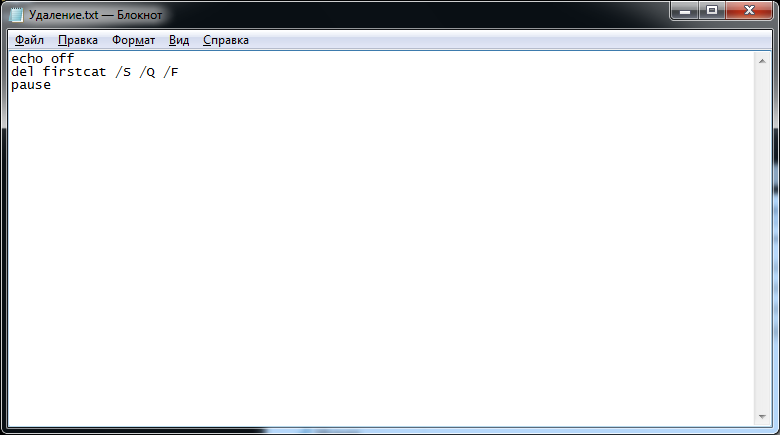 Удаление.txt — Блокнот
Файл Правка Формат Вид Справка
echo off
del firstcat /S /Q /F
pause